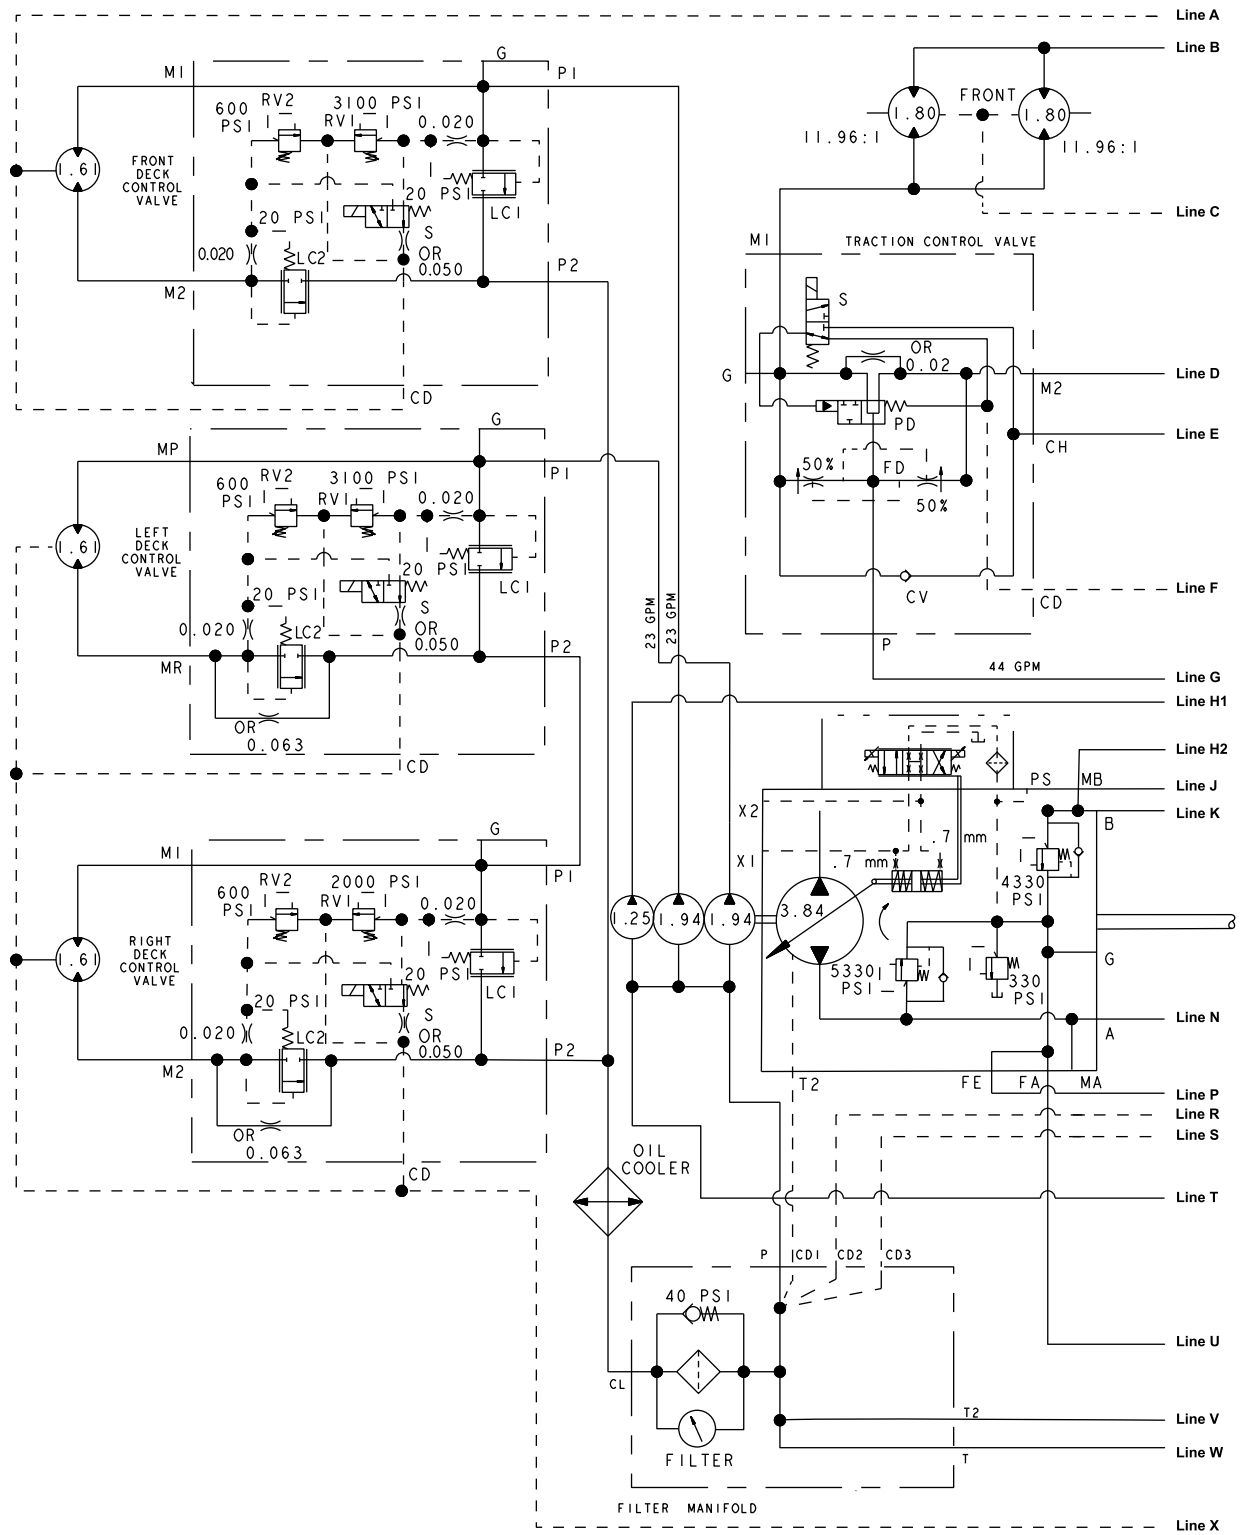 Line A
Line B
G
M1
P1
RV2
3100 PSI
600
PSI
RV1
0.020
FRONT
1.80
1.80
11.96:1
11.96:1
1.61
FRONT
DECK
CONTROL
VALVE
20
PSI
LC1
20 PSI
S
OR
0.050
0.020
LC2
P2
M2
CD
Line C
M1
TRACTION CONTROL VALVE
S
OR
0.02
G
Line D
M2
PD
Line E
CH
50%
FD
50%
CV
Line F
CD
P
44 GPM
Line G
G
MP
P1
RV2
3100 PSI
600
PSI
RV1
0.020
1.61
LEFT
DECK
CONTROL
VALVE
20
PSI
LC1
20 PSI
S
OR
0.050
0.020
LC2
P2
MR
OR
0.063
CD
23 GPM
23 GPM
Line H1
Line H2
PS
MB
Line J
X2
Line K
B
.7 mm
X1
.7 mm
4330
PSI
G
M1
P1
RV2
2000 PSI
600
PSI
RV1
0.020
1.25
1.94
1.94
3.84
1.61
RIGHT
DECK
CONTROL
VALVE
20
PSI
LC1
5330
PSI
330
PSI
G
20 PSI
S
OR
0.050
0.020
LC2
P2
M2
Line N
A
T2
FE
FA
MA
Line P
Line R
Line S
OR
0.063
CD
OIL
COOLER
Line T
P
CD1
CD2
CD3
40 PSI
Line U
CL
T2
Line V
FILTER
T
Line W
FILTER MANIFOLD
Line X